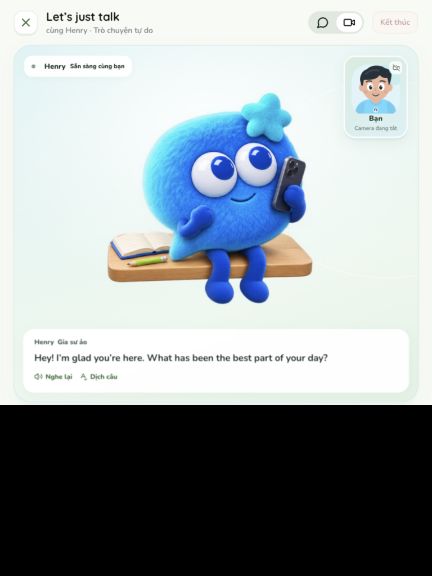 Let's just talk
cùng Henry · Trò chuyện tự do
Kết thúc
Henry Sẵn sàng cùng bạn
Bạn
Camera đang tắt
Henry Gia sư ảo
Hey! I'm glad you're here. What has been the best part of your day?
Nghe lại Dịch câu